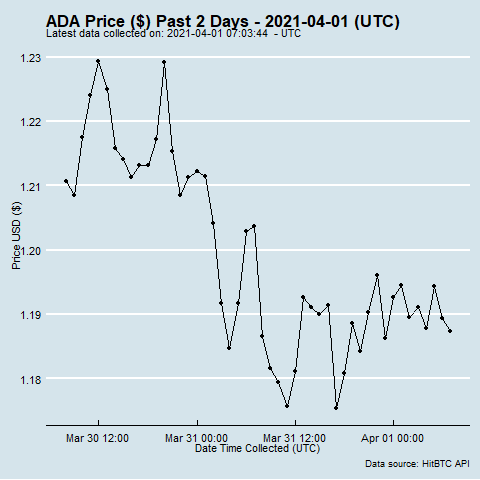 ADA Price ($) Past 2 Days - 2021-04-01 (UTC)
Latest data collected on: 2021-04-01 07:03:44 - UTC
1.23
1.22
1.21
1.20
1.19
1.18
Price USD ($)
Mar 30 12:00
Mar 31 00:00
Mar 31 12:00
Apr 01 00:00
Date Time Collected (UTC)
Data source: HitBTC API